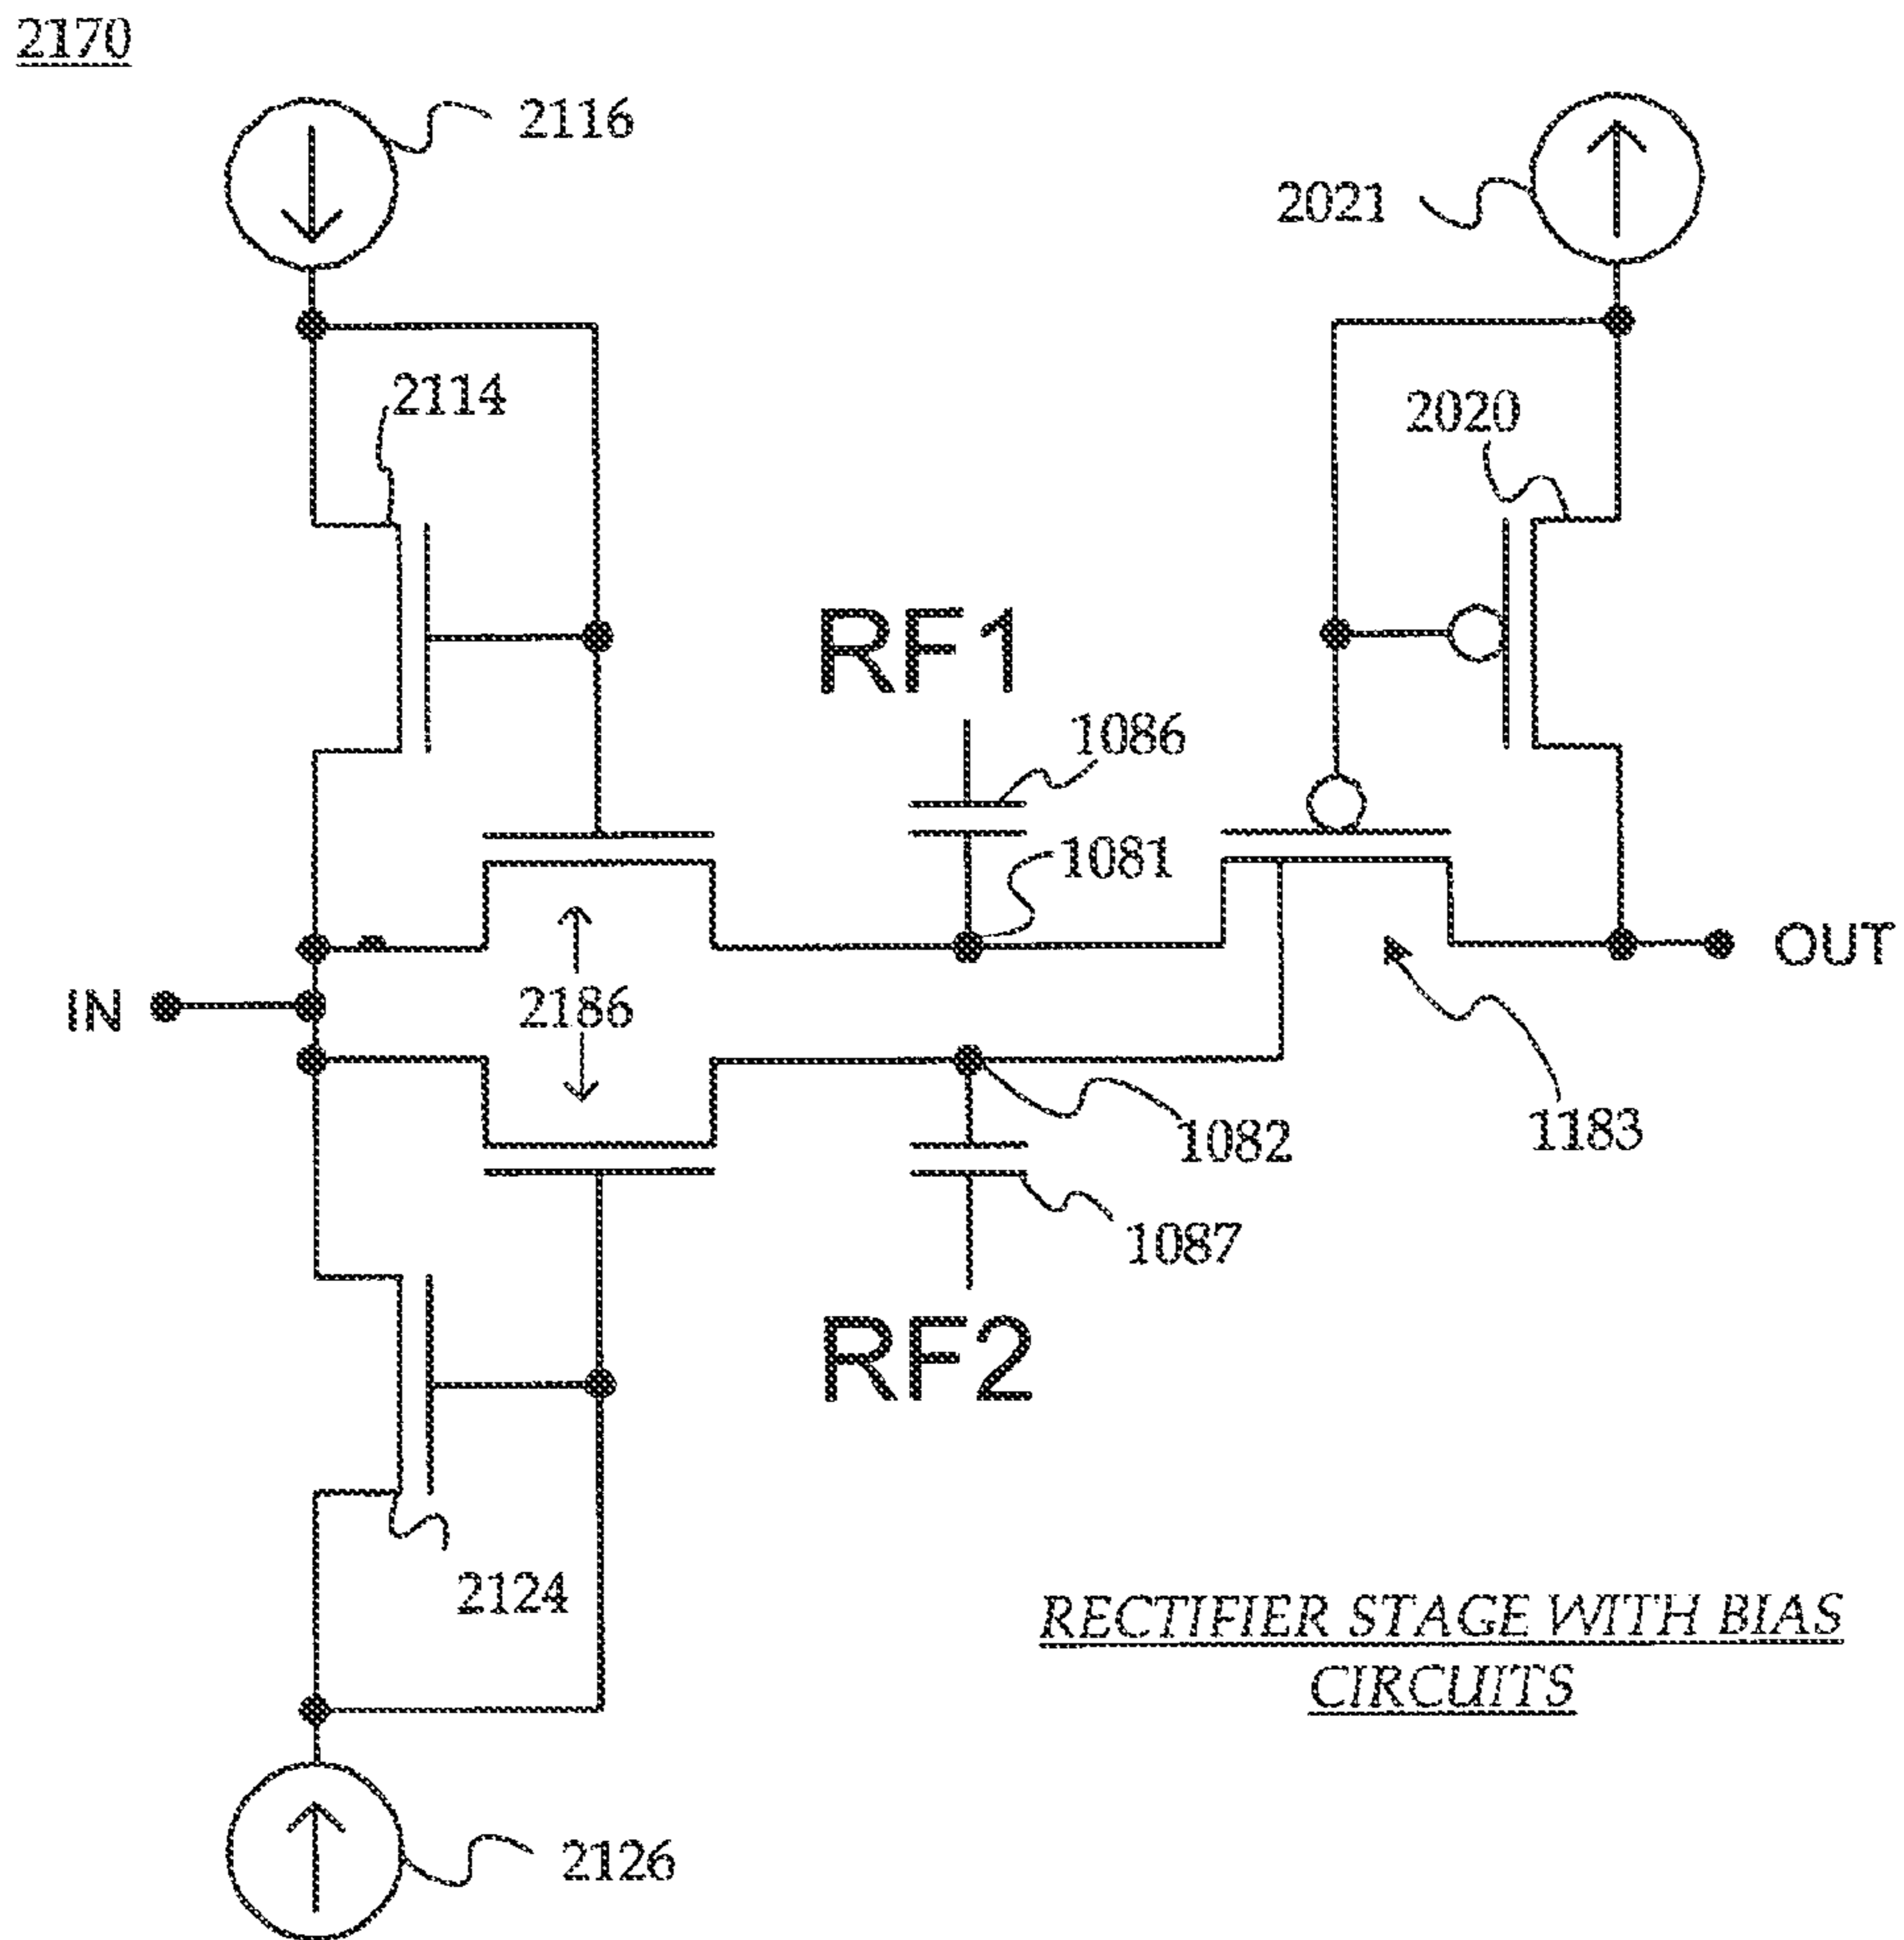 2170
2116
2021
2114
2020
RF1
1086
1081
OUT
IN
2186
1082
1183
1087
RF2
2124
RECTIFIER STAGE WITH BIAS
CIRCUITS
2126